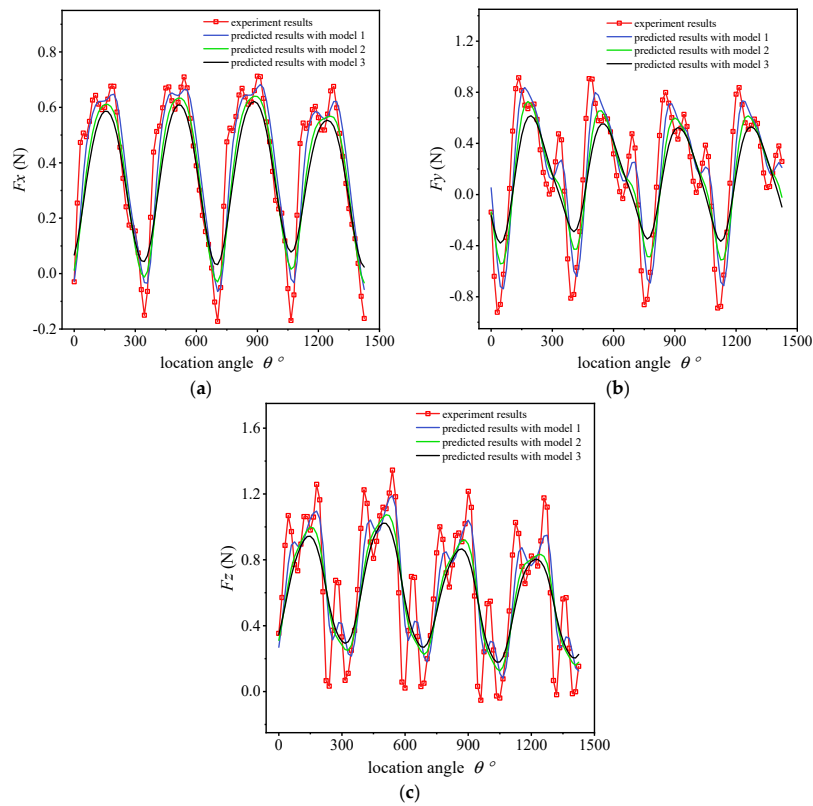 experiment results
predicted results with model 1
predicted results with model 2
predicted results with model 3
0.9
0.6
0.3
0.0
-0.2
Fx (N)
0 300 600 900 1200 1500
location angle θ °
(a)
experiment results
predicted results with model 1
predicted results with model 2
predicted results with model 3
1.2
0.8
0.4
0.0
-0.4
-0.8
Fy (N)
0 300 600 900 1200 1500
location angle θ °
(b)
experiment results
predicted results with model 1
predicted results with model 2
predicted results with model 3
1.6
1.2
0.8
0.4
0.0
Fz (N)
0 300 600 900 1200 1500
location angle θ °
(c)